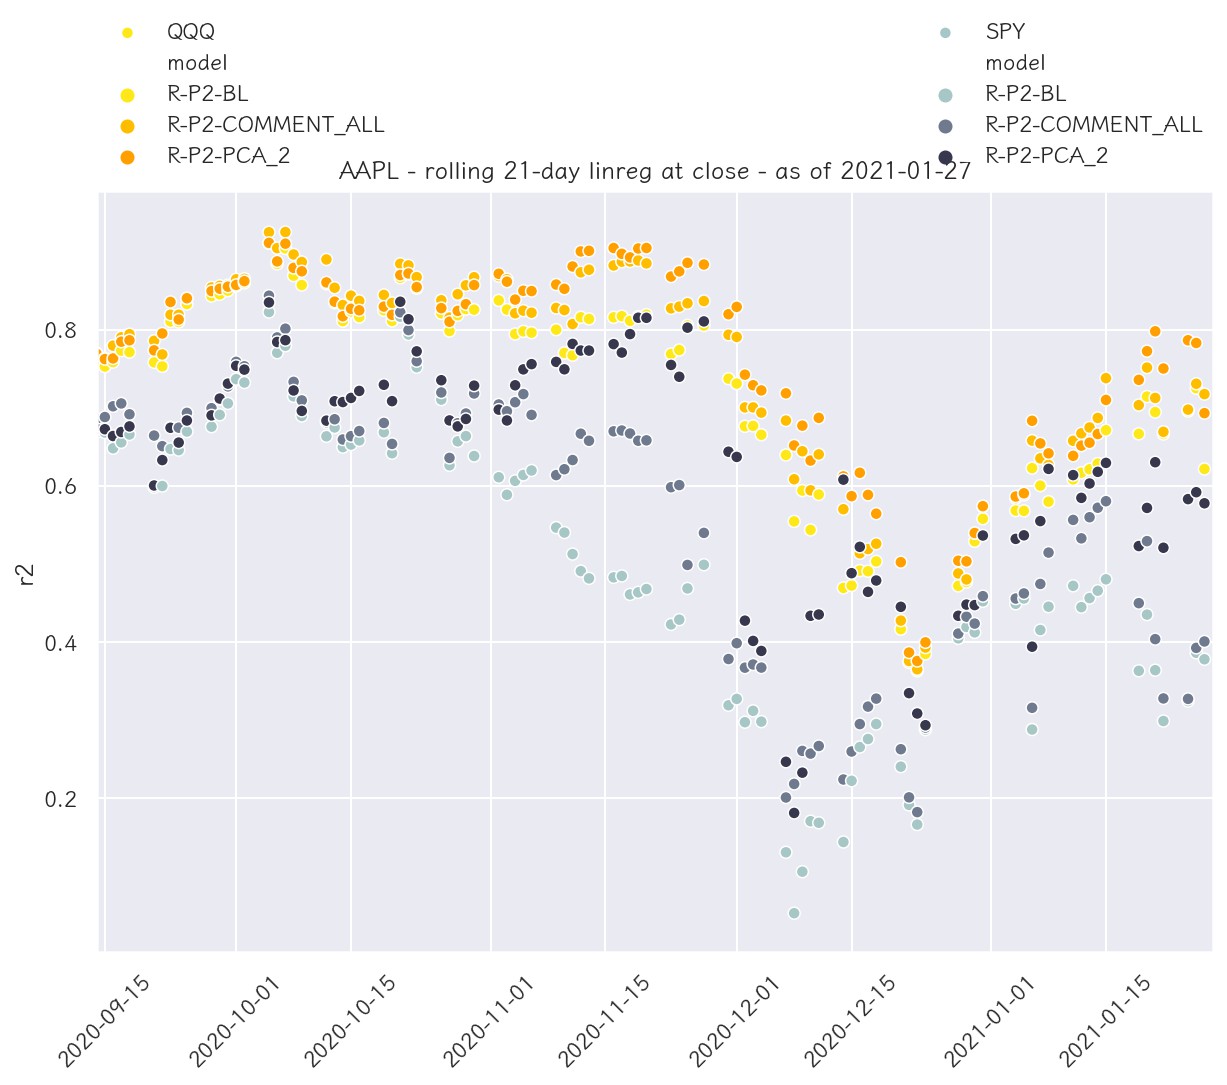 QQQ
model
R-P2-BL
R-P2-COMMENT_ALL
R-P2-PCA_2
SPY
model
R-P2-BL
R-P2-COMMENT_ALL
R-P2-PCA_2
AAPL - rolling 21-day linreg at close - as of 2021-01-27
r2
0.8
0.6
0.4
0.2
2020-09-15
2020-10-01
2020-10-15
2020-11-01
2020-11-15
2020-12-01
2020-12-15
2021-01-01
2021-01-15